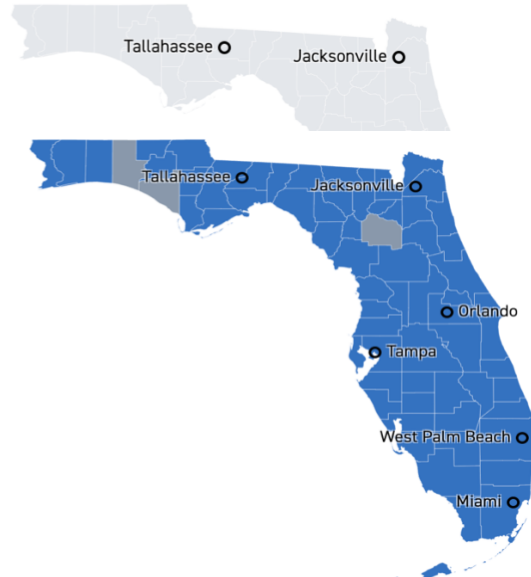 Tallahassee
Jacksonville
Tallahassee
Jacksonville
Orlando
Tampa
West Palm Beach
Miami